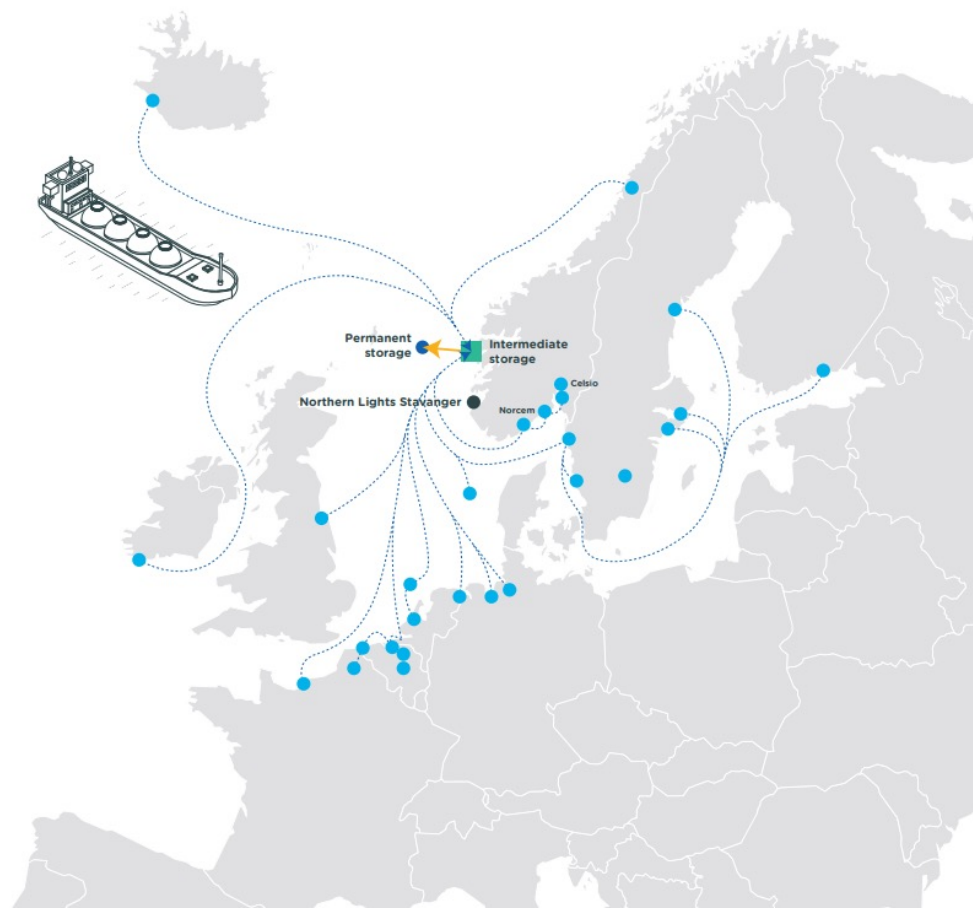 Permanent
storage
Intermediate
storage
Celsio
Northern Lights Stavanger
Norcem